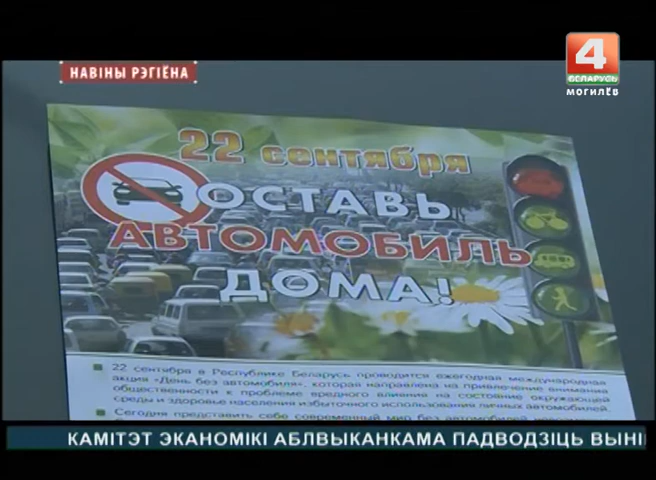 НАВІНЫ РЭГІЁНА
4
БЕЛАРУСЬ
МОГИЛЁВ
22 сентября
ОСТАВЬ
АВТОМОБИЛЬ
ДОМА!
22 сентября в Республике Беларусь проводится ежегодная международная
акция «День без автомобиля», которая направлена на привлечение внимания
общественности к проблеме вредного влияния на состояние окружающей
среды и здоровье населения избыточного использования личных автомобилей.
Сегодня представить себе современный мир без автомобилей
КАМІТЭТ ЭКАНОМІКІ АБЛВЫКАНКАМА ПАДВОДЗІЦЬ ВЫНІ